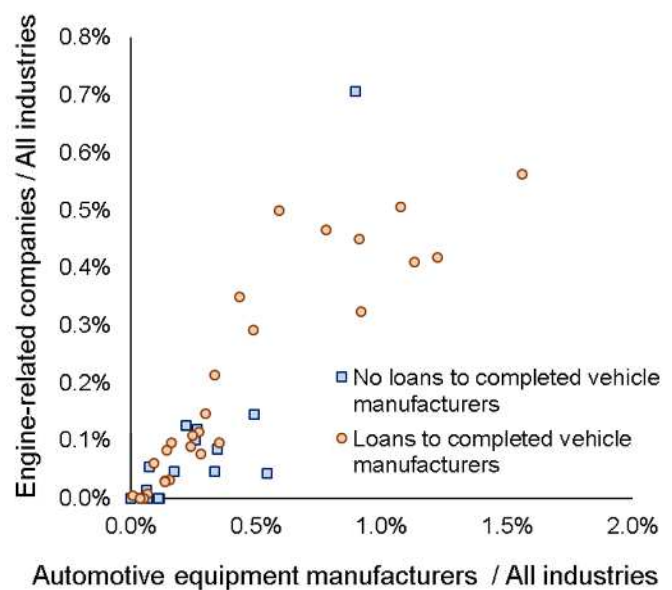 Engine-related companies / All industries
0.8%
0.7%
0.6%
0.5%
0.4%
0.3%
0.2%
0.1%
0.0%
No loans to completed vehicle
manufacturers
Loans to completed vehicle
manufacturers
0.0%
0.5%
1.0%
1.5%
2.0%
Automotive equipment manufacturers / All industries